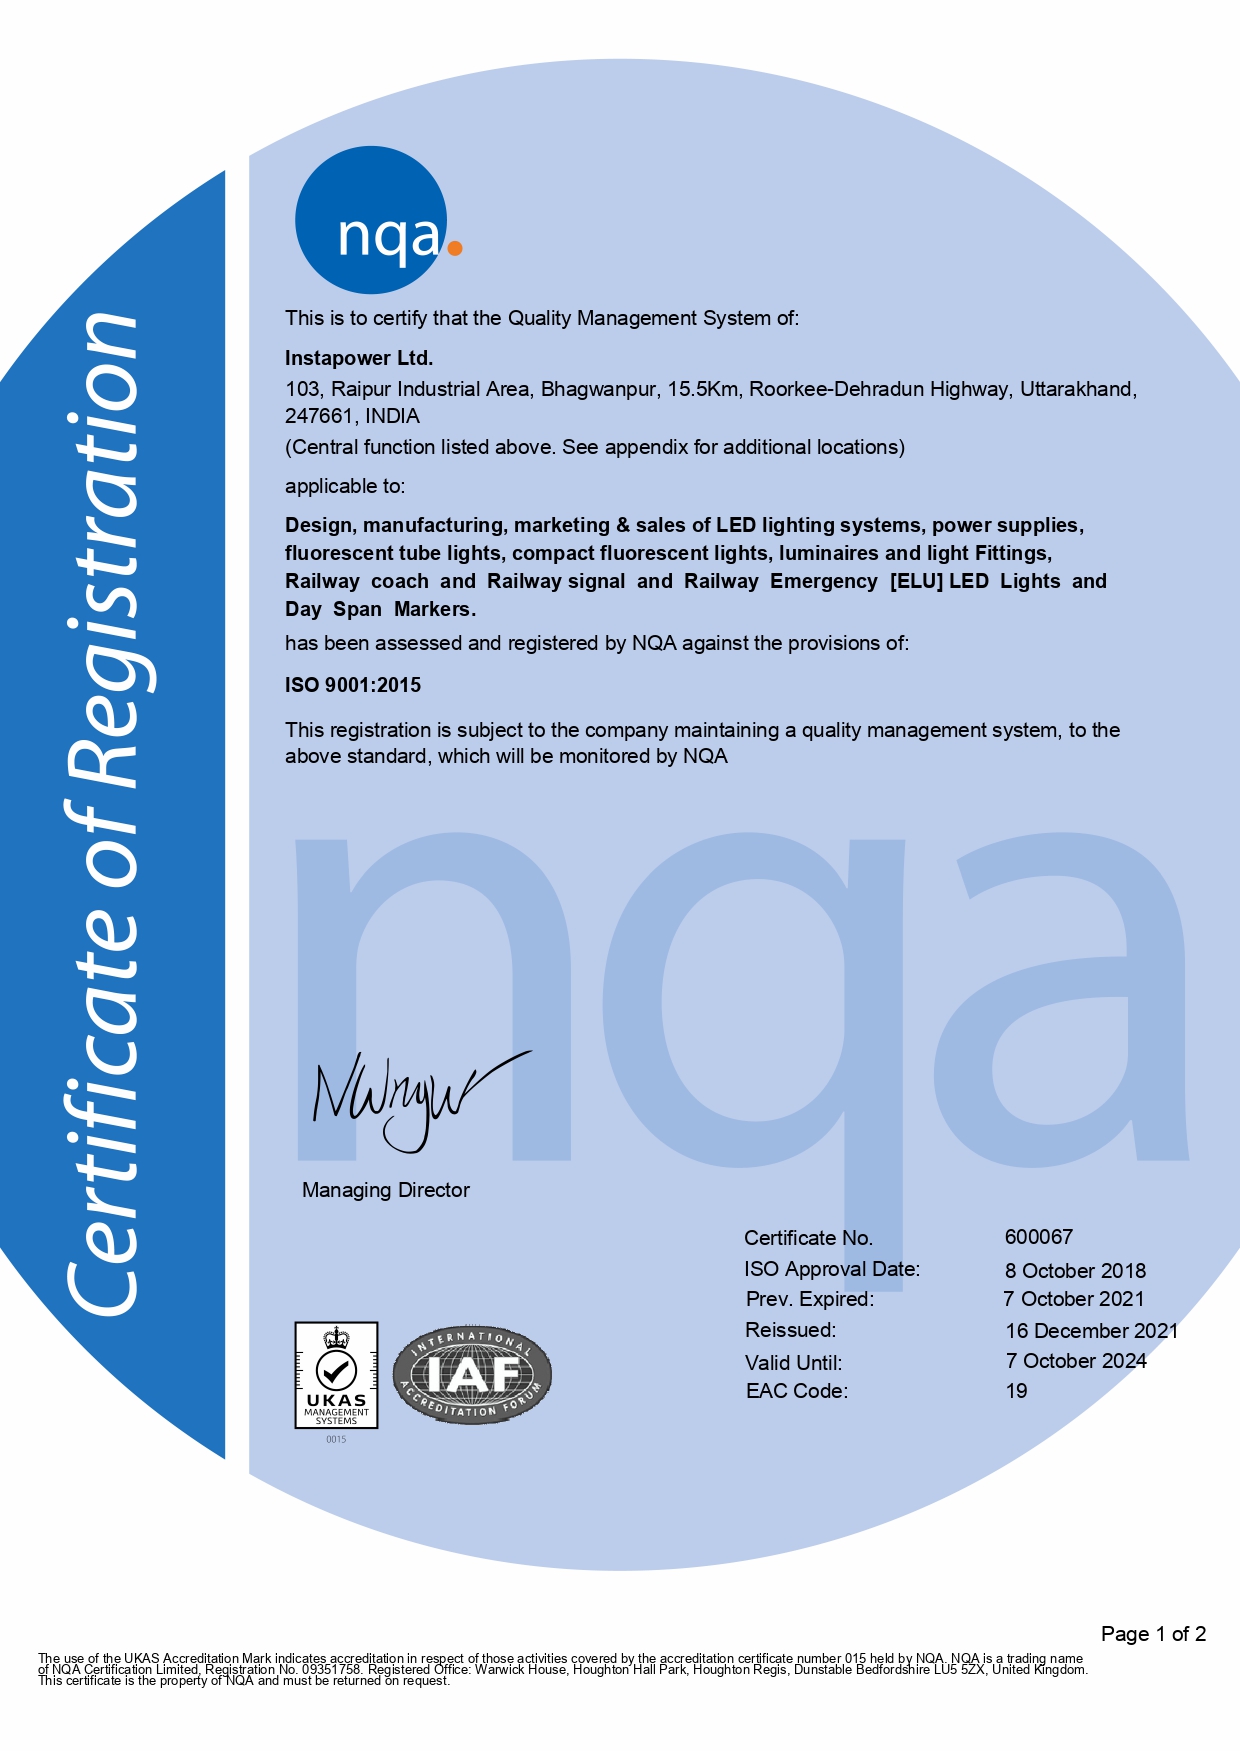 Certificate of Registration
nqa.
This is to certify that the Quality Management System of:
Instapower Ltd.
103, Raipur Industrial Area, Bhagwanpur, 15.5Km, Roorkee-Dehradun Highway, Uttarakhand,
247661, INDIA
(Central function listed above. See appendix for additional locations)
applicable to:
Design, manufacturing, marketing & sales of LED lighting systems, power supplies,
fluorescent tube lights, compact fluorescent lights, luminaires and light Fittings,
Railway coach and Railway signal and Railway Emergency [ELU] LED Lights and
Day Span Markers.
has been assessed and registered by NQA against the provisions of:
ISO 9001:2015
This registration is subject to the company maintaining a quality management system, to the
above standard, which will be monitored by NQA
nqa
Managing Director
Certificate No. 600067
ISO Approval Date: 8 October 2018
Prev. Expired: 7 October 2021
Reissued: 16 December 2021
Valid Until: 7 October 2024
EAC Code: 19
UKAS
MANAGEMENT
SYSTEMS
0015
INTERNATIONAL
IAF
ACCREDITATION FORUM
Page 1 of 2
The use of the UKAS Accreditation Mark indicates accreditation in respect of those activities covered by the accreditation certificate number 015 held by NQA. NQA is a trading name
of NQA Certification Limited, Registration No. 09351758. Registered Office: Warwick House, Houghton Hall Park, Houghton Regis, Dunstable Bedfordshire LU5 5ZX, United Kingdom.
This certificate is the property of NQA and must be returned on request.